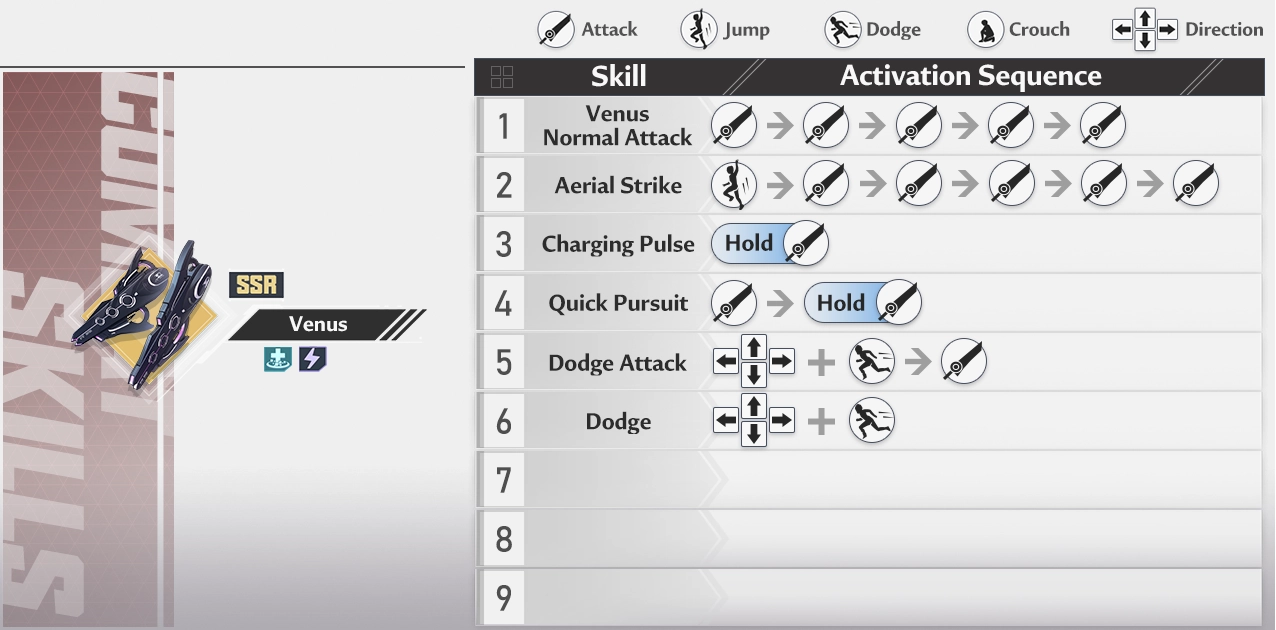 Attack
Jump
Dodge
Crouch
Direction
Skill
Activation Sequence
1
Venus
Normal Attack
2
Aerial Strike
3
Charging Pulse
Hold
4
Quick Pursuit
Hold
5
Dodge Attack
6
Dodge
7
8
9
SSR
Venus
SKILLS